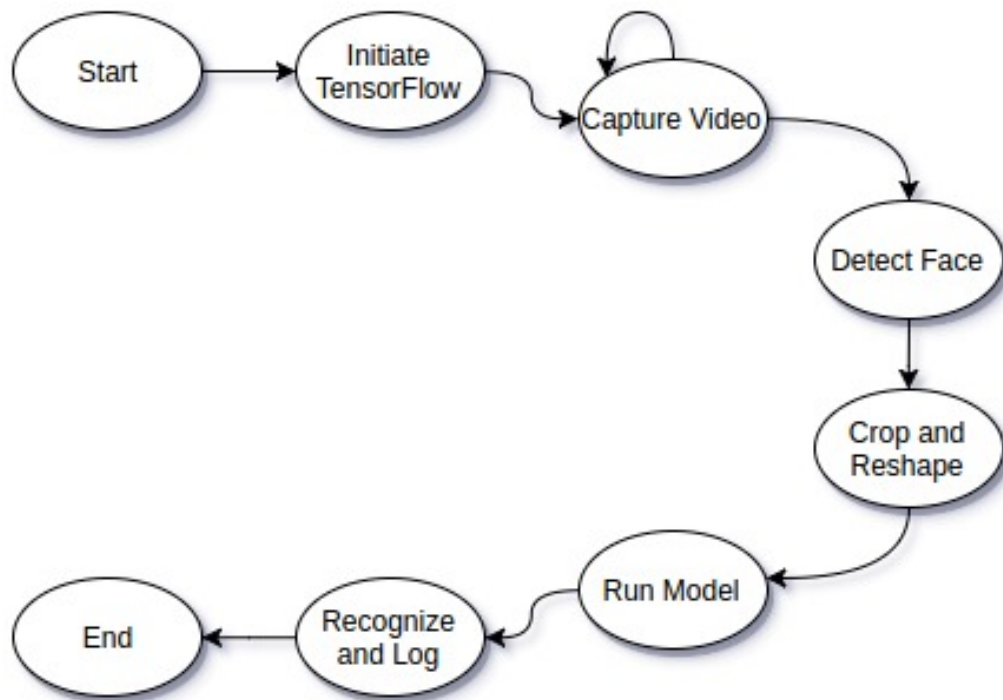 Start
Initiate
TensorFlow
Capture Video
Detect Face
Crop and
Reshape
Run Model
Recognize
and Log
End